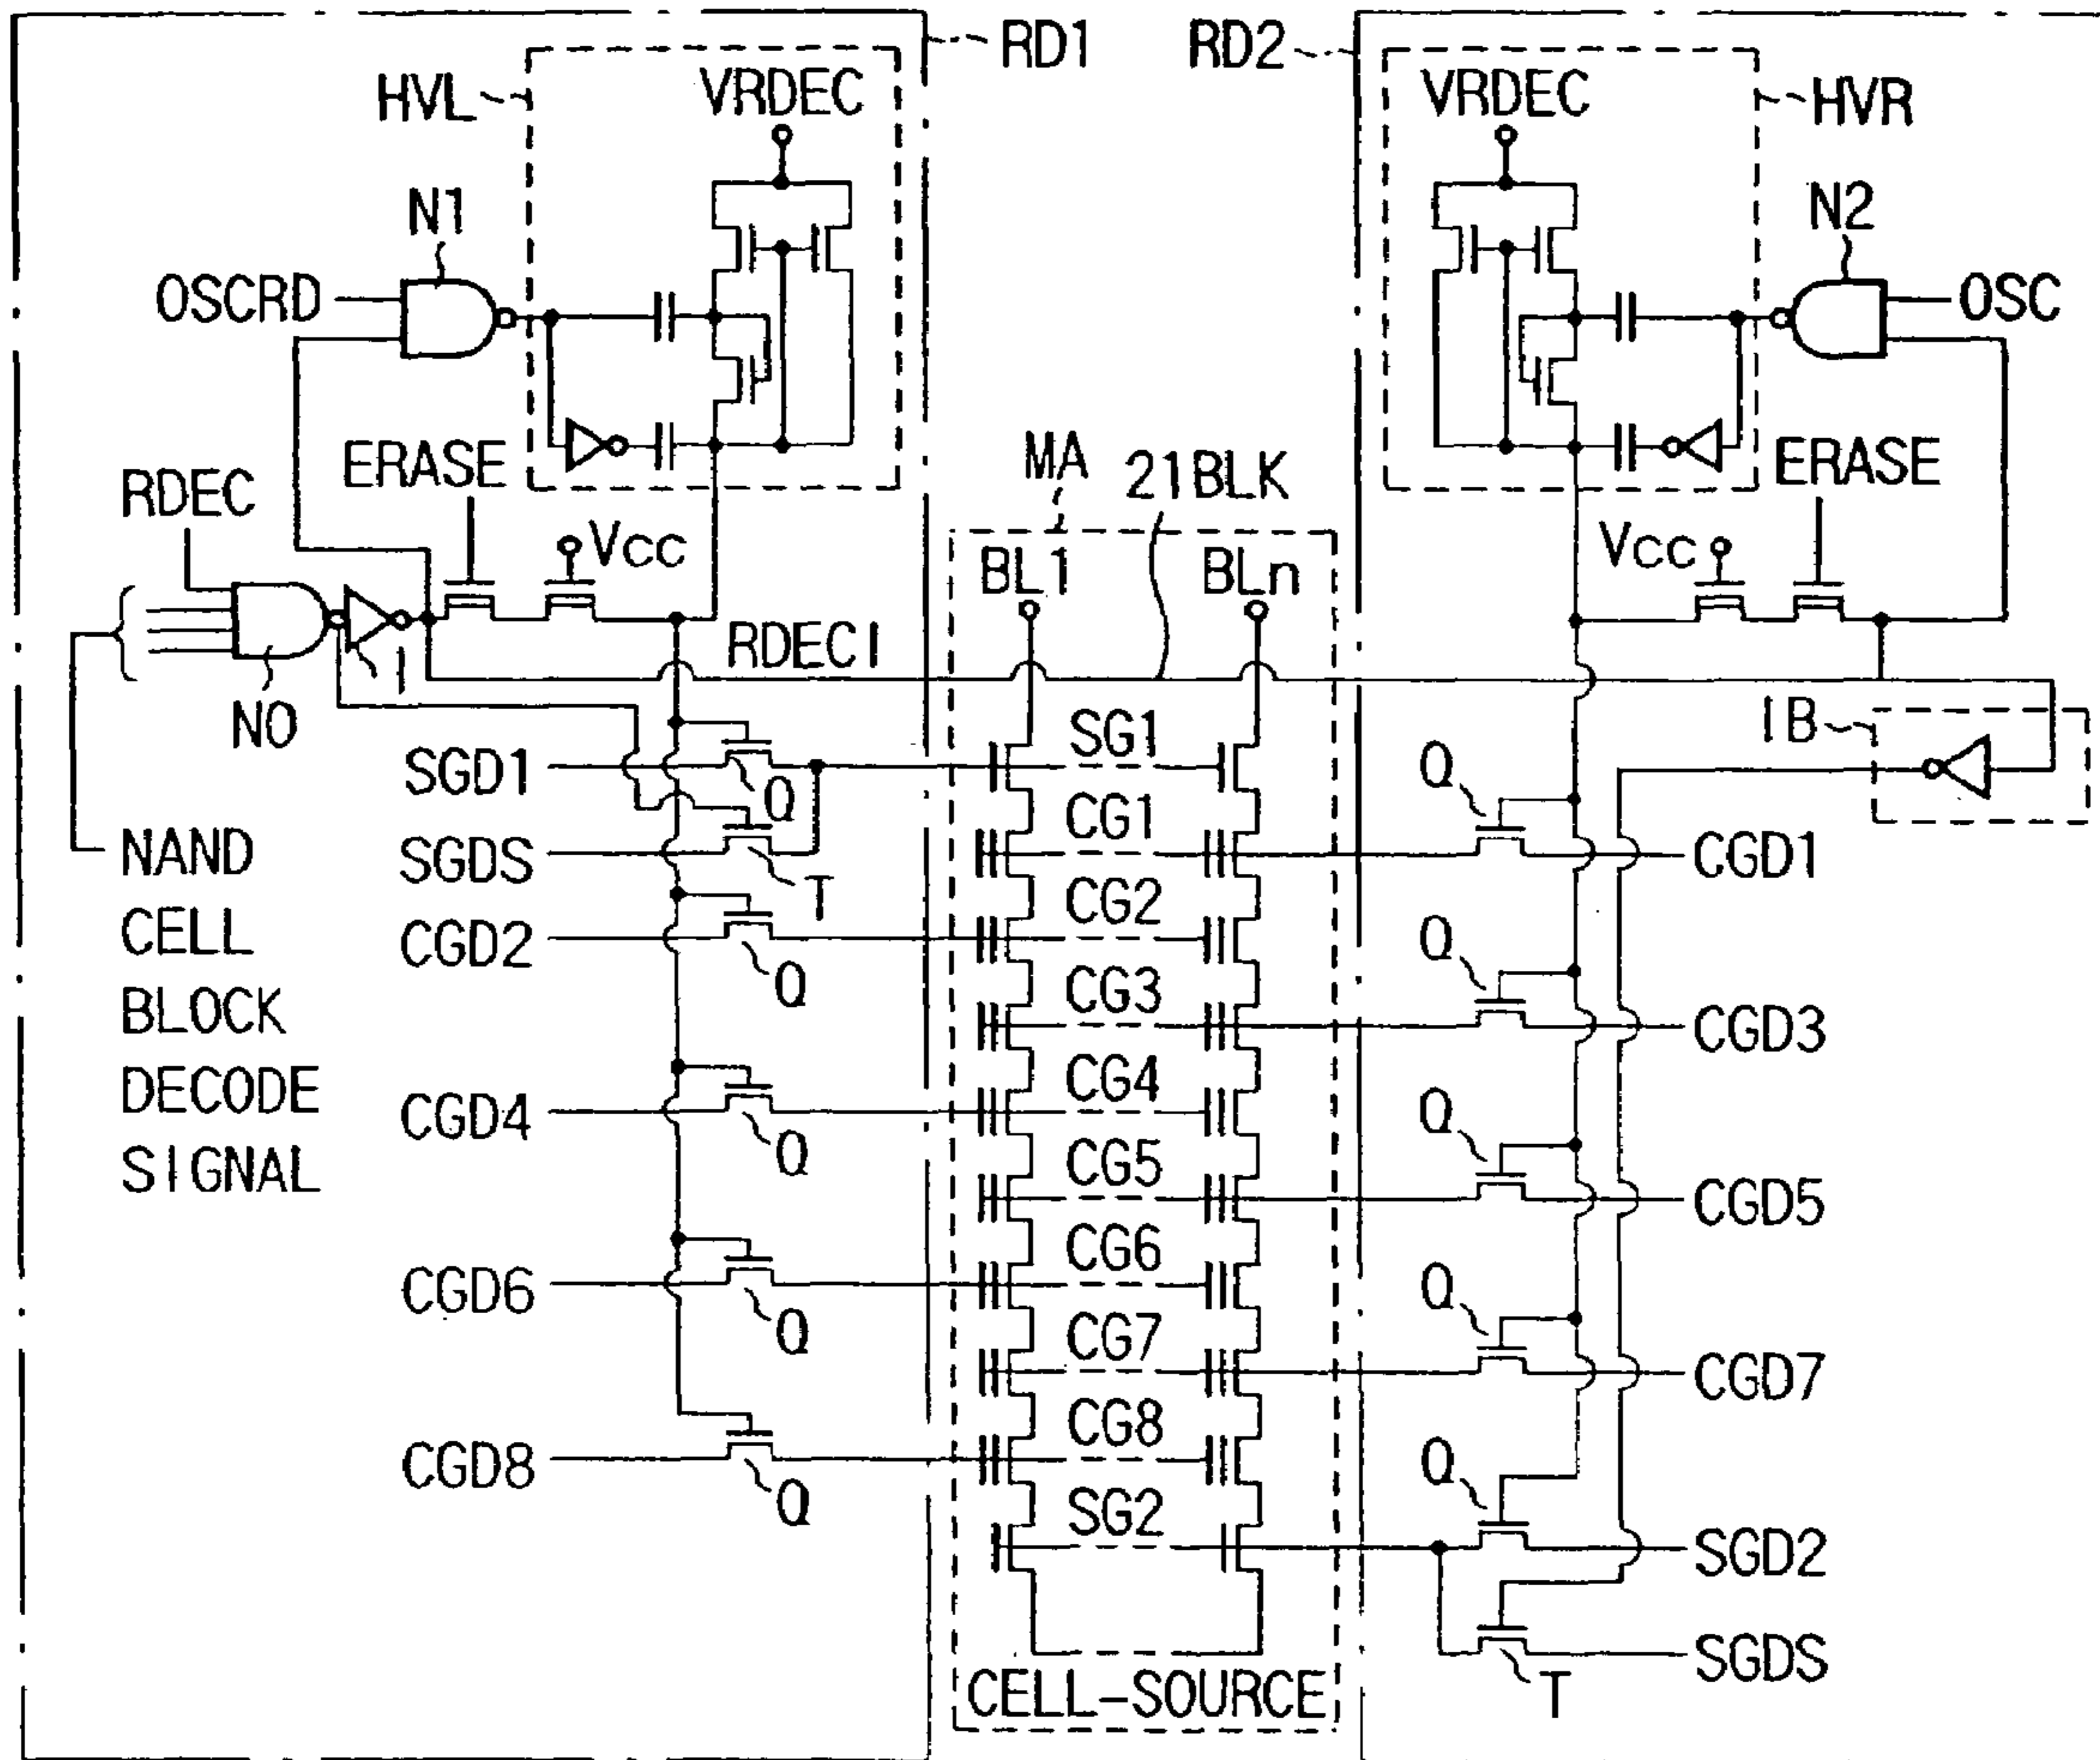 RD1
RD2
HVL
VRDEC
VRDEC
HVR
N1
N2
OSCRD
OSC
MA
21BLK
ERASE
ERASE
RDEC
Vcc
Vcc
BL1
BLn
RDECI
I
N0
IB
SGD1
Q
SG1
Q
CG1
CGD1
NAND
CELL
BLOCK
DECODE
SIGNAL
SGDS
T
CG2
CGD2
Q
Q
CG3
CGD3
CG4
CGD4
Q
Q
CG5
CGD5
CG6
CGD6
Q
Q
CG7
CGD7
CG8
CGD8
Q
Q
SG2
SGD2
SGDS
T
CELL-SOURCE